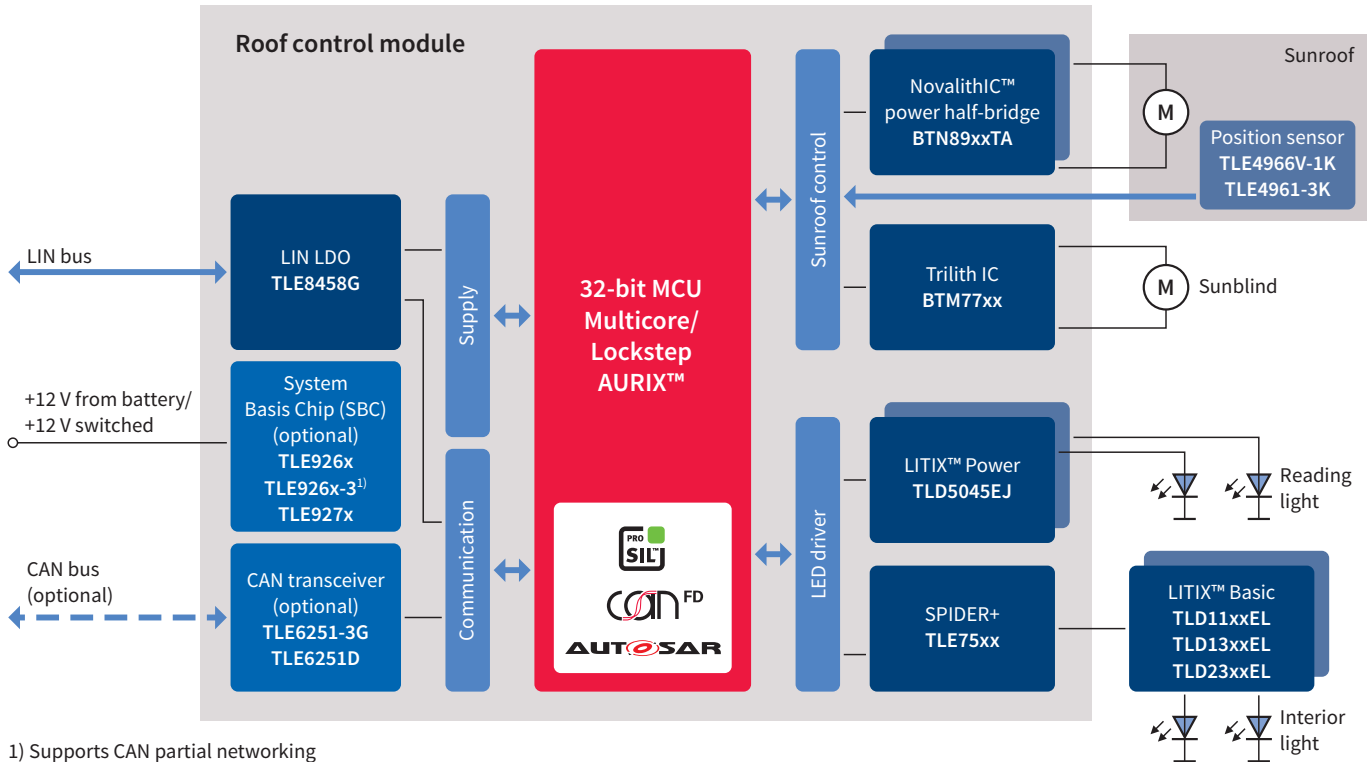 Roof control module
Sunroof
NovalithIC™
power half-bridge
BTN89xxTA
M
Position sensor
TLE4966V-1K
TLE4961-3K
Sunroof control
LIN bus
LIN LDO
TLE8458G
Supply
32-bit MCU
Multicore/
Lockstep
AURIX™
Trilith IC
BTM77xx
M
Sunblind
+12 V from battery/
+12 V switched
System
Basis Chip (SBC)
(optional)
TLE926x
TLE926x-3¹⁾
TLE927x
LITIX™ Power
TLD5045EJ
Reading
light
Communication
PRO
SIL™
CAN FD
AUTOSAR
LED driver
CAN bus
(optional)
CAN transceiver
(optional)
TLE6251-3G
TLE6251D
SPIDER+
TLE75xx
LITIX™ Basic
TLD11xxEL
TLD13xxEL
TLD23xxEL
Interior
light
1) Supports CAN partial networking